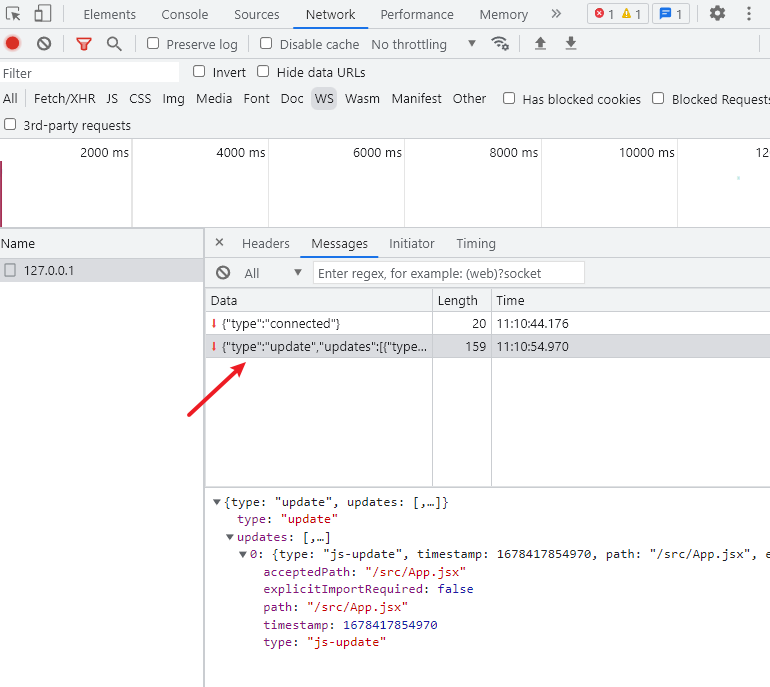 Elements Console Sources Network Performance Memory » 1 1 1
Preserve log Disable cache No throttling
Filter Invert Hide data URLs
All Fetch/XHR JS CSS Img Media Font Doc WS Wasm Manifest Other Has blocked cookies Blocked Requests
3rd-party requests
2000 ms 4000 ms 6000 ms 8000 ms 10000 ms 12
Name × Headers Messages Initiator Timing
127.0.0.1 All Enter regex, for example: (web)?socket
Data Length Time
{"type":"connected"} 20 11:10:44.176
{"type":"update","updates":[{"type... 159 11:10:54.970
{type: "update", updates: [,…]}
type: "update"
updates: [,…]
0: {type: "js-update", timestamp: 1678417854970, path: "/src/App.jsx", e
acceptedPath: "/src/App.jsx"
explicitImportRequired: false
path: "/src/App.jsx"
timestamp: 1678417854970
type: "js-update"